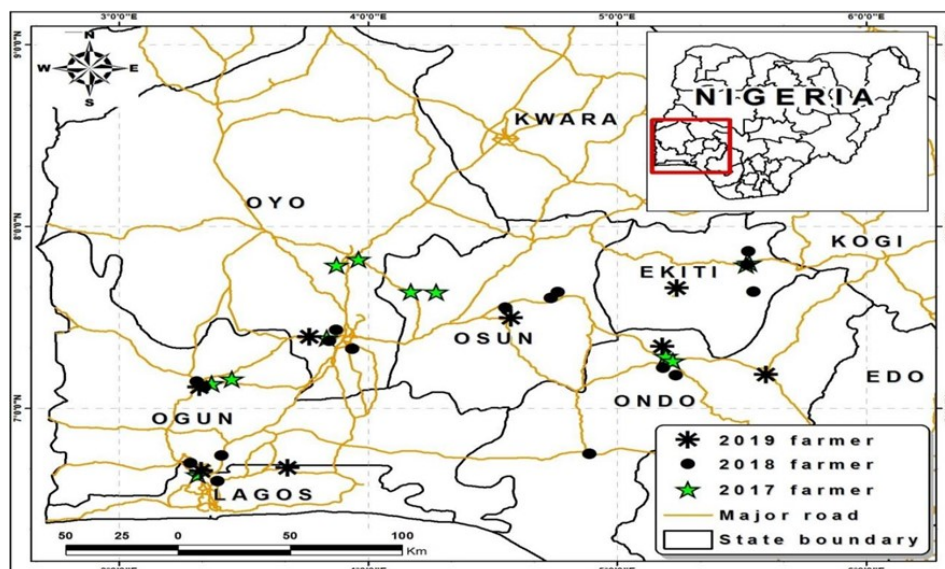 3°0'0"E 4°0'0"E 5°0'0"E 6°0'0"E
N
W E
S
NIGERIA
KWARA
OYO
8°0'0"N
KOGI
EKITI
OSUN
EDO
ONDO
7°0'0"N
OGUN
LAGOS
2019 farmer
2018 farmer
2017 farmer
Major road
State boundary
50 25 0 50 100
Km